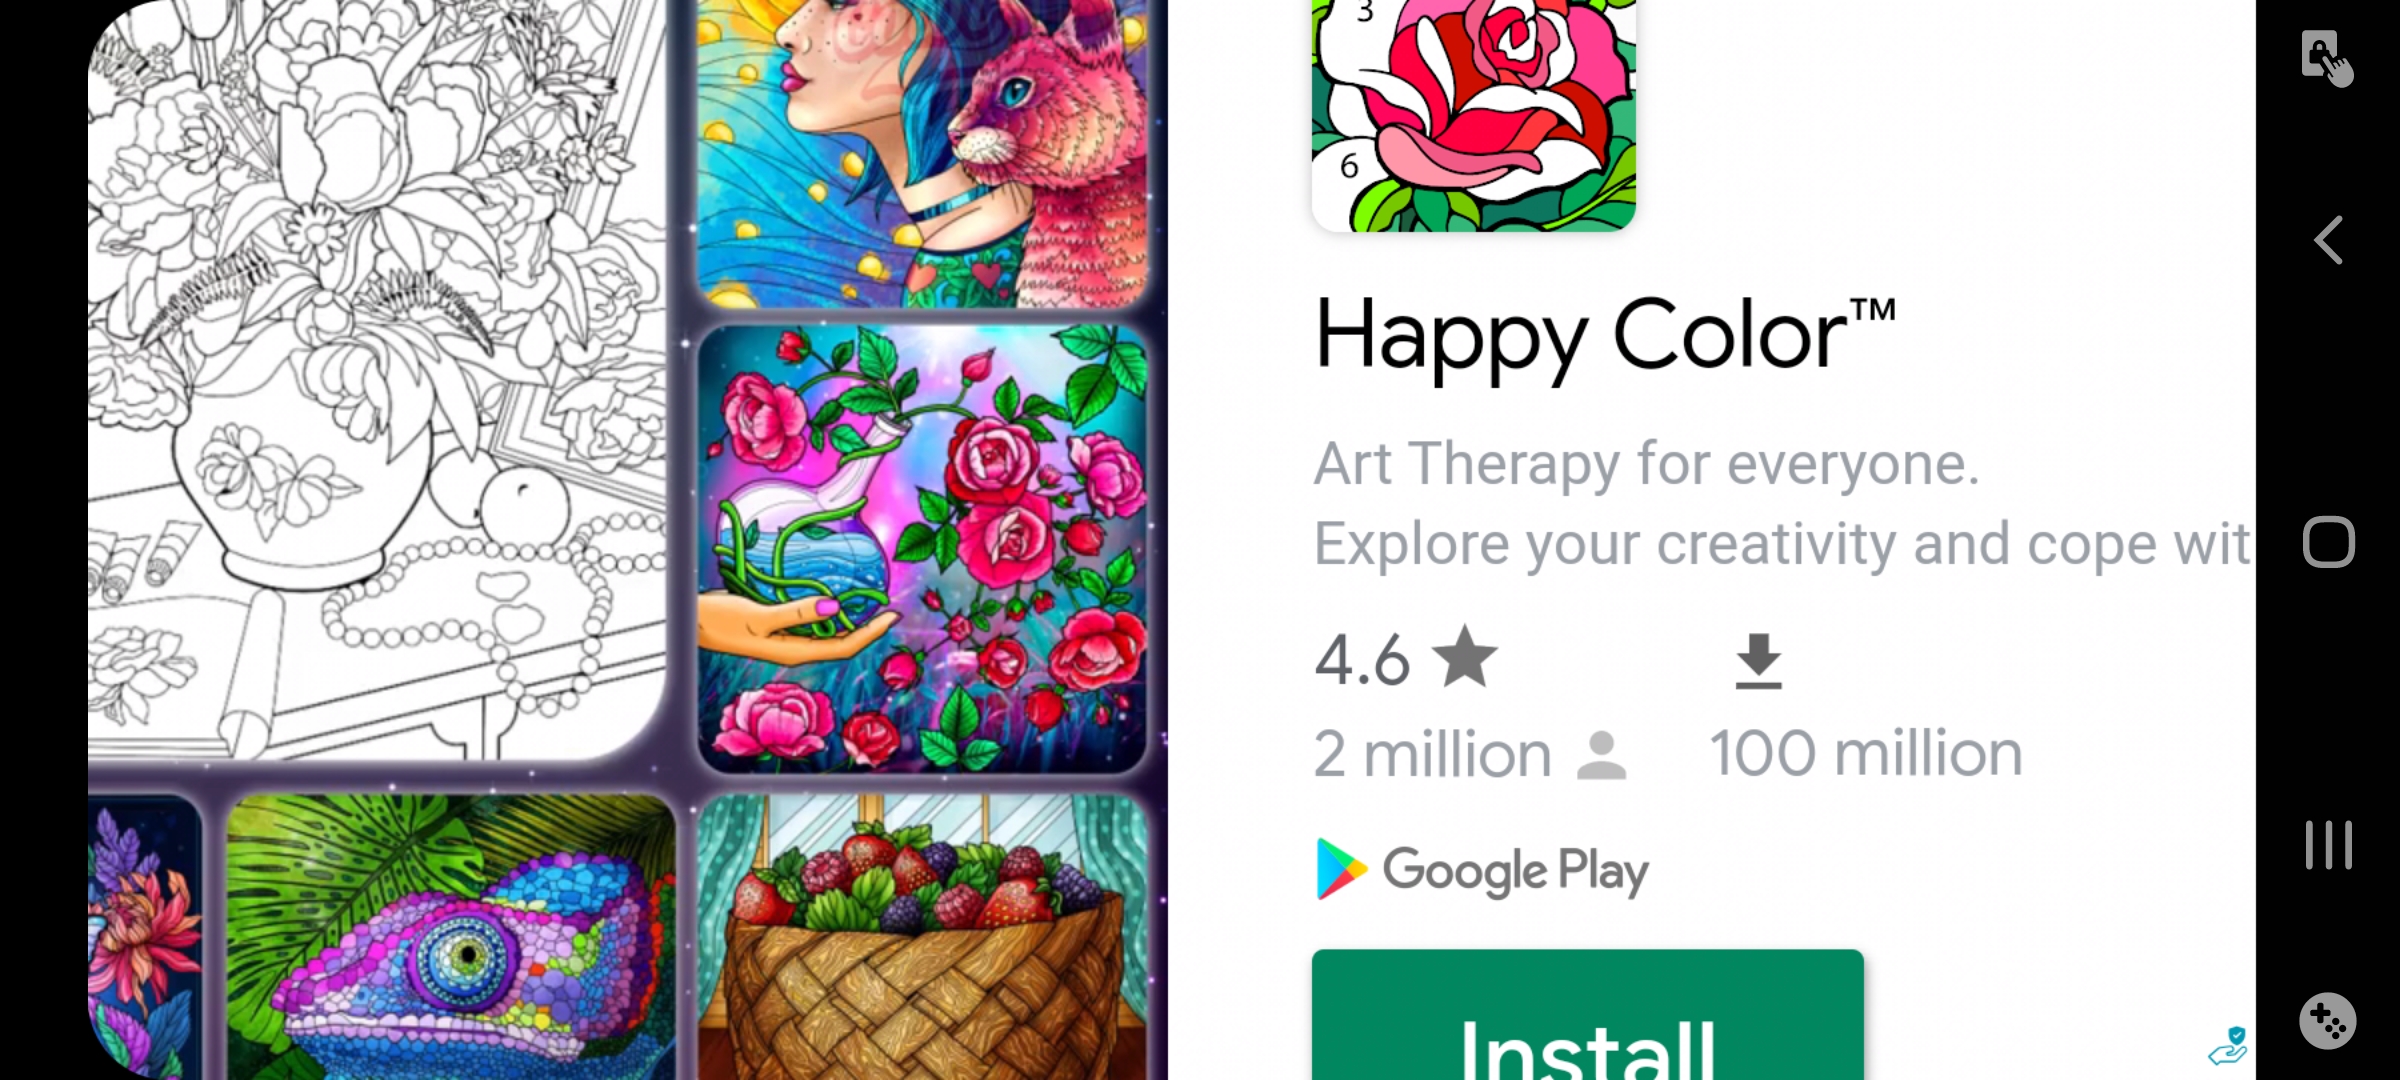 3
6
Happy Color™
Art Therapy for everyone.
Explore your creativity and cope wit
4.6
2 million
100 million
Google Play
Install